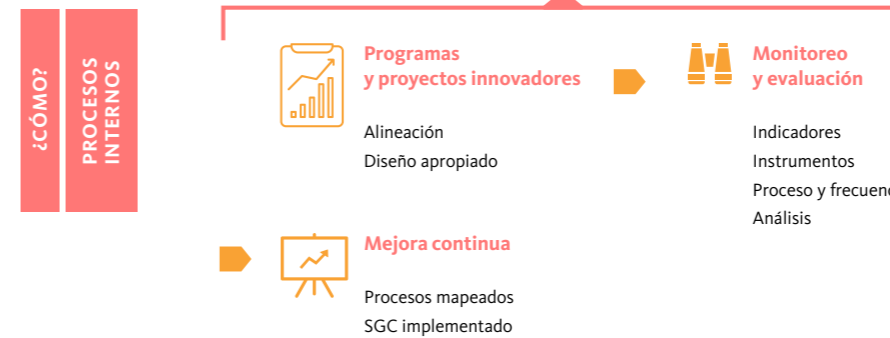 ¿CÓMO?
PROCESOS
INTERNOS
Programas
y proyectos innovadores
Alineación
Diseño apropiado
Monitoreo
y evaluación
Indicadores
Instrumentos
Proceso y
Análisis
Mejora continua
Procesos mapeados
SGC implementado